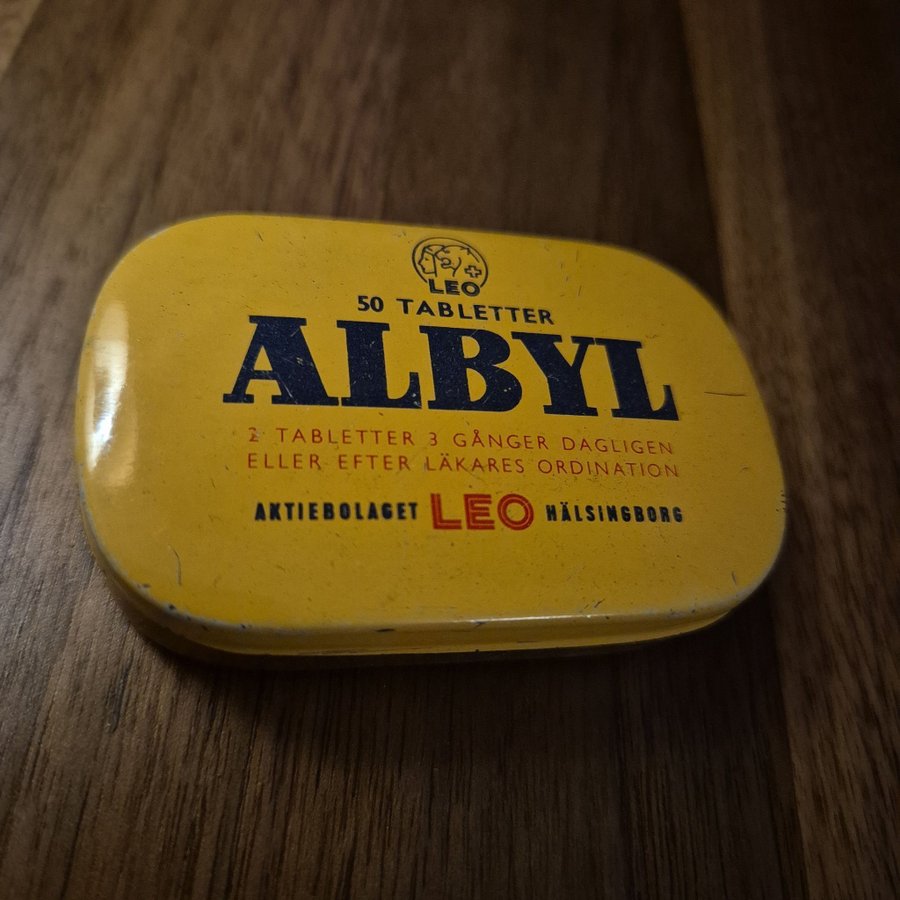 LEO
50 TABLETTER
ALBYL
2 TABLETTER 3 GÅNGER DAGLIGEN
ELLER EFTER LÄKARES ORDINATION
AKTIEBOLAGET LEO HÄLSINGBORG